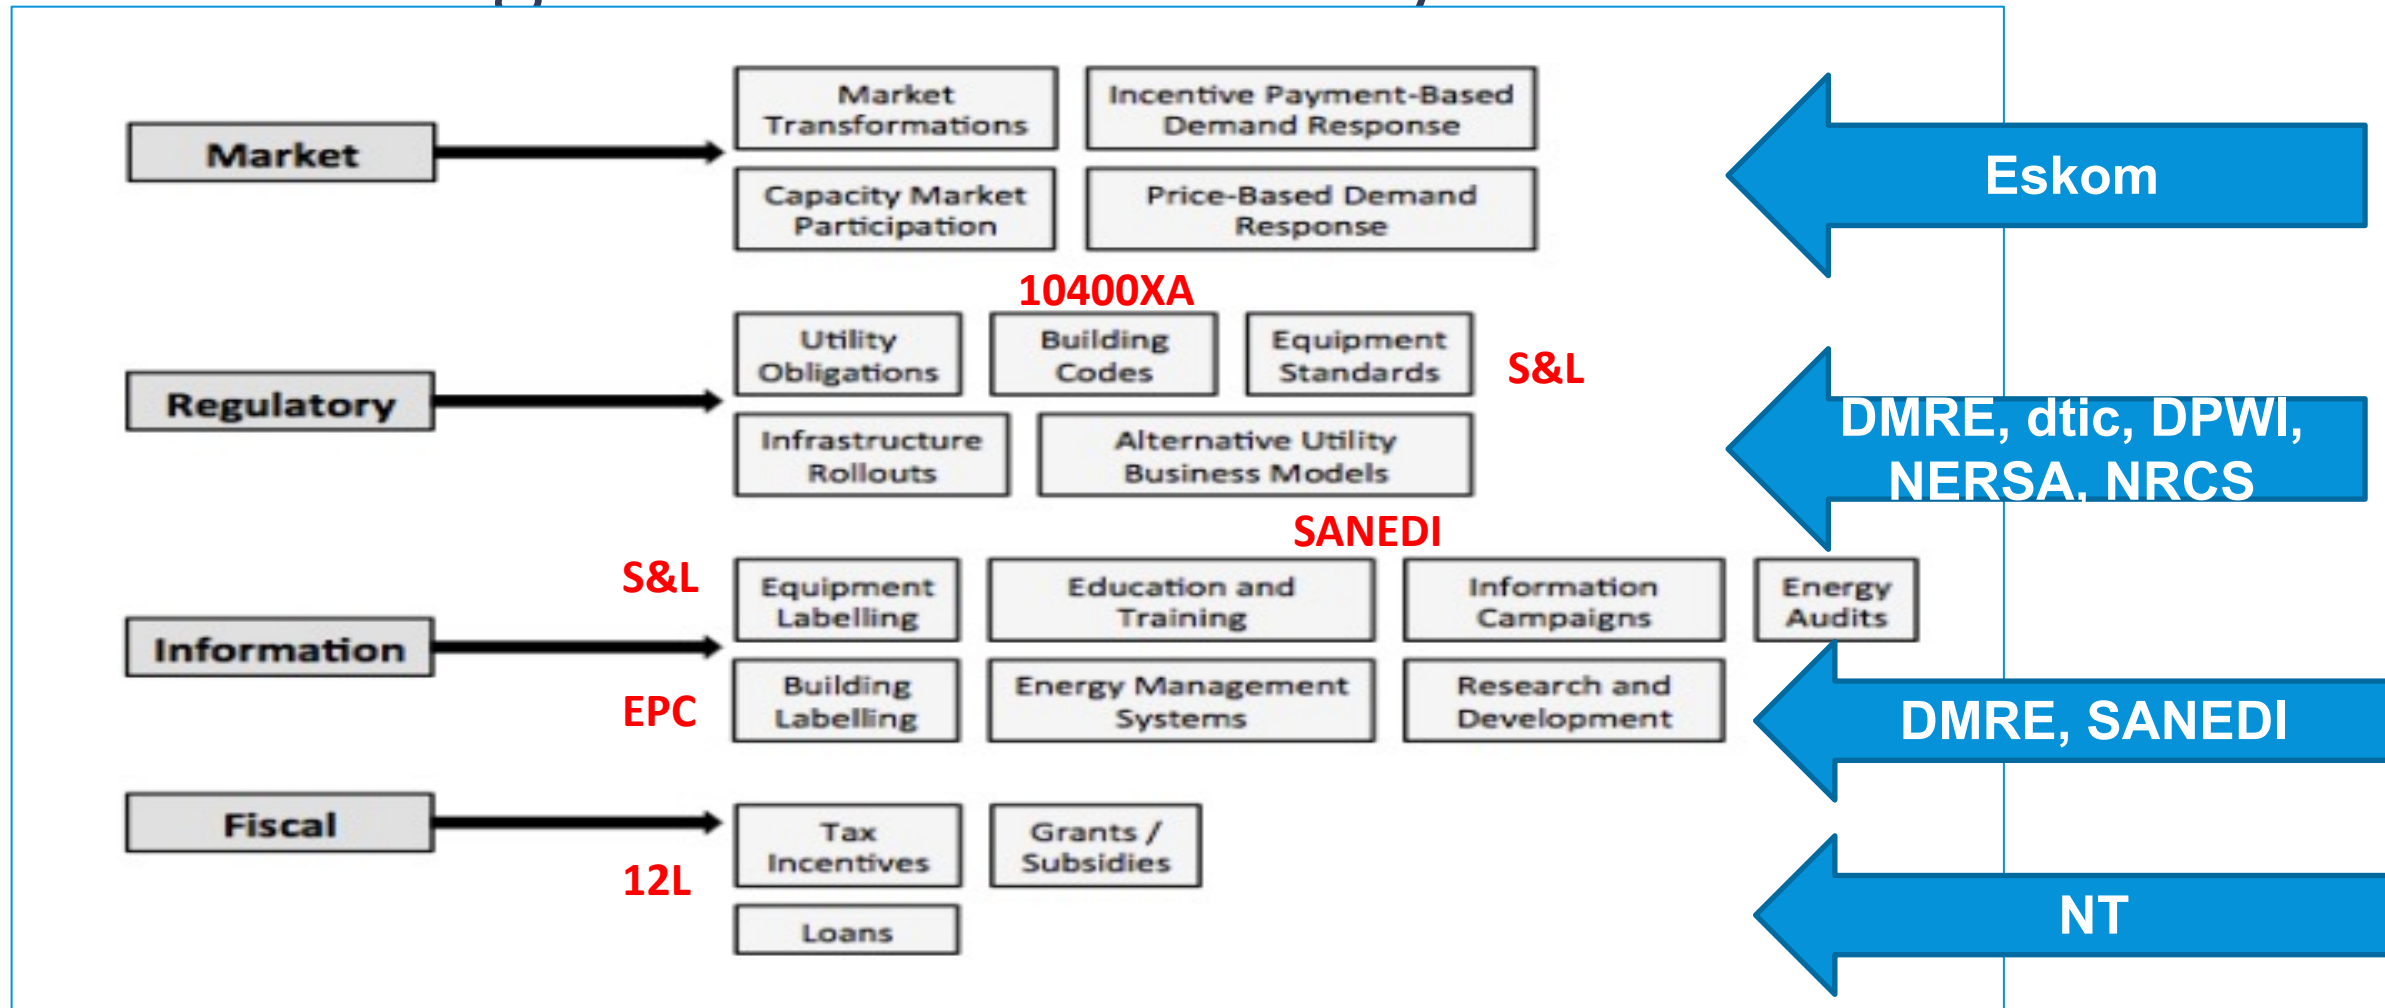 Market
Market
Transformations
Incentive Payment-Based
Demand Response
Capacity Market
Participation
Price-Based Demand
Response
Eskom
10400XA
Regulatory
Utility
Obligations
Building
Codes
Equipment
Standards
S&L
Infrastructure
Rollouts
Alternative Utility
Business Models
DMRE, dtic, DPWI,
NERSA, NRCS
SANEDI
Information
S&L
Equipment
Labelling
Education and
Training
Information
Campaigns
Energy
Audits
EPC
Building
Labelling
Energy Management
Systems
Research and
Development
DMRE, SANEDI
Fiscal
12L
Tax
Incentives
Grants /
Subsidies
Loans
NT